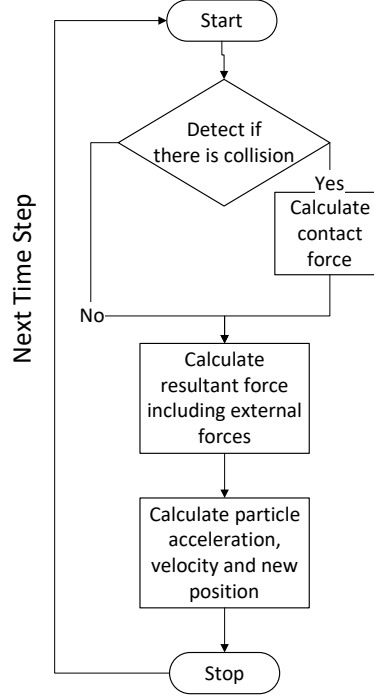 Start
Detect if
there is collision
Yes
Calculate
contact
force
No
Next Time Step
Calculate
resultant force
including external
forces
Calculate particle
acceleration,
velocity and new
position
Stop